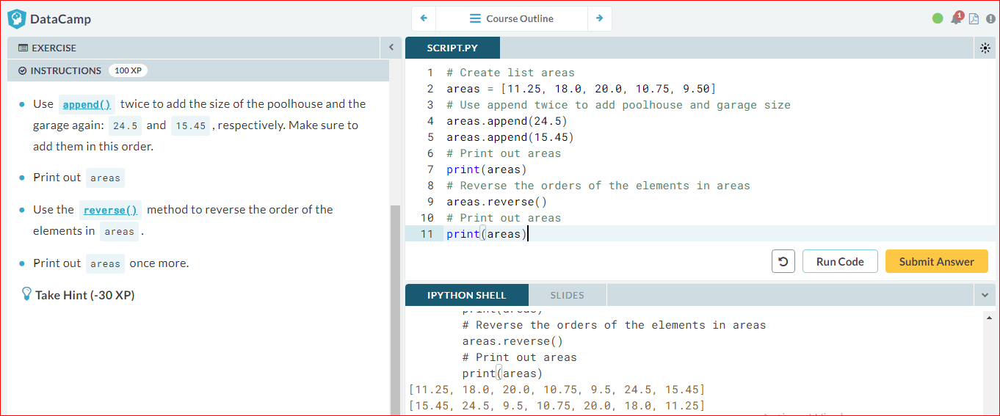 DataCamp
Course Outline
1
EXERCISE
INSTRUCTIONS 100 XP
Use append() twice to add the size of the poolhouse and the
garage again: 24.5 and 15.45 , respectively. Make sure to
add them in this order.
Print out areas
Use the reverse() method to reverse the order of the
elements in areas .
Print out areas once more.
Take Hint (-30 XP)
SCRIPT.PY
1 # Create list areas
2 areas = [11.25, 18.0, 20.0, 10.75, 9.50]
3 # Use append twice to add poolhouse and garage size
4 areas.append(24.5)
5 areas.append(15.45)
6 # Print out areas
7 print(areas)
8 # Reverse the orders of the elements in areas
9 areas.reverse()
10 # Print out areas
11 print(areas)
Run Code
Submit Answer
IPYTHON SHELL
SLIDES
print(areas)
# Reverse the orders of the elements in areas
areas.reverse()
# Print out areas
print(areas)
[11.25, 18.0, 20.0, 10.75, 9.5, 24.5, 15.45]
[15.45, 24.5, 9.5, 10.75, 20.0, 18.0, 11.25]